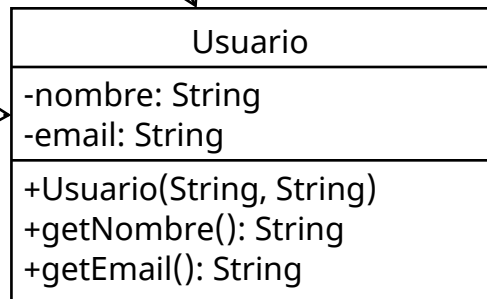 Usuario
-nombre: String
-email: String
+Usuario(String, String)
+getNombre(): String
+getEmail(): String